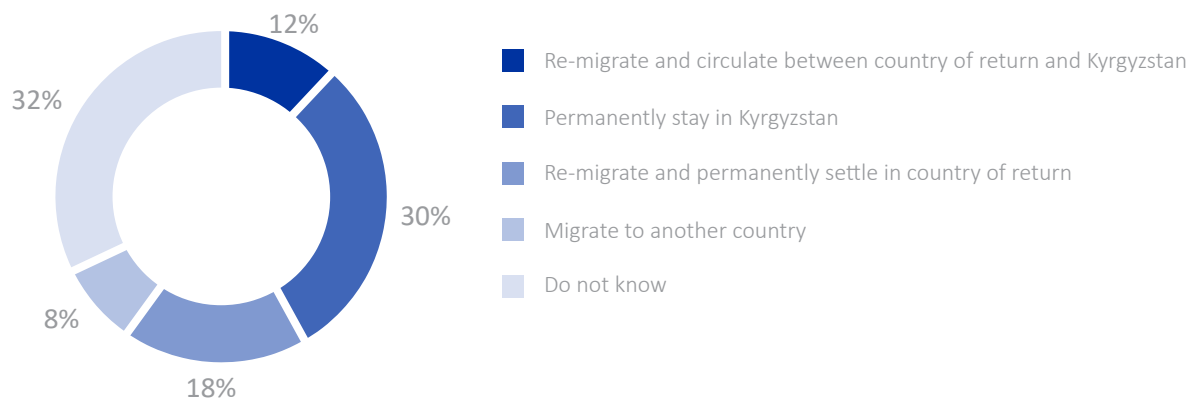 12%
32%
30%
8%
18%
Re-migrate and circulate between country of return and Kyrgyzstan
Permanently stay in Kyrgyzstan
Re-migrate and permanently settle in country of return
Migrate to another country
Do not know